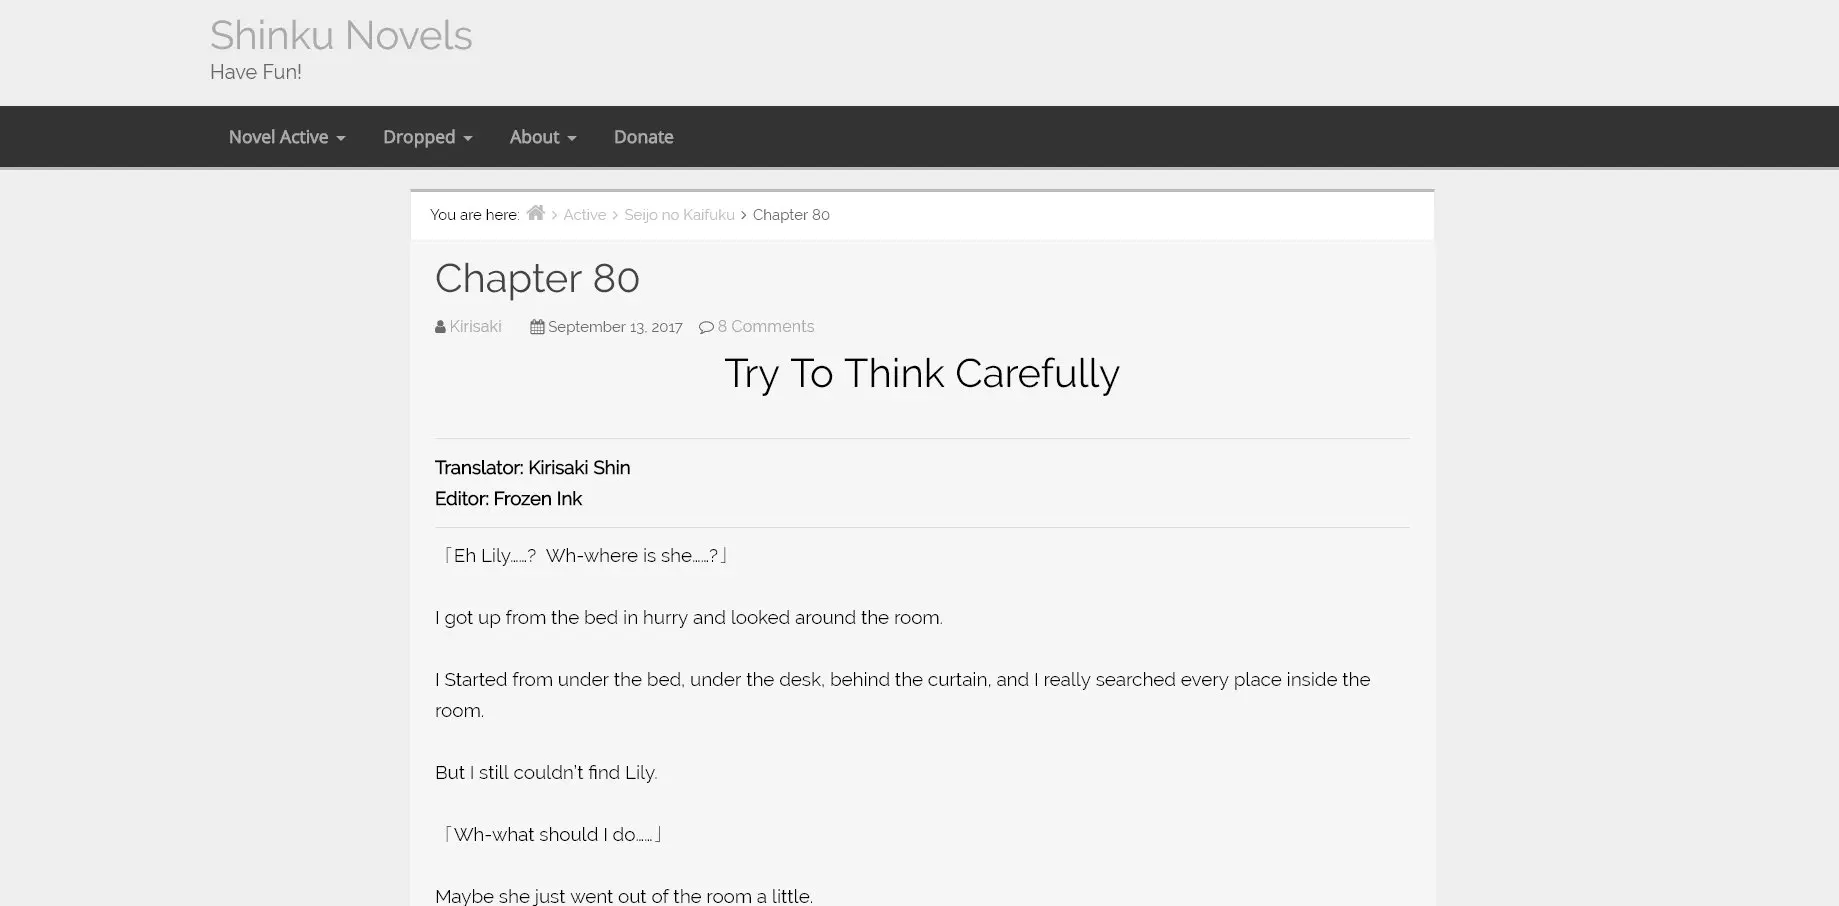 Shinku Novels
Have Fun!
Novel Active Dropped About Donate
You are here: > Active > Seijo no Kaifuku > Chapter 80
Chapter 80
Kirisaki September 13, 2017 8 Comments
Try To Think Carefully
Translator: Kirisaki Shin
Editor: Frozen Ink
「Eh Lily……? Wh-where is she……?」
I got up from the bed in hurry and looked around the room.
I Started from under the bed, under the desk, behind the curtain, and I really searched every place inside the
room.
But I still couldn’t find Lily.
「Wh-what should I do……」
Maybe she just went out of the room a little.